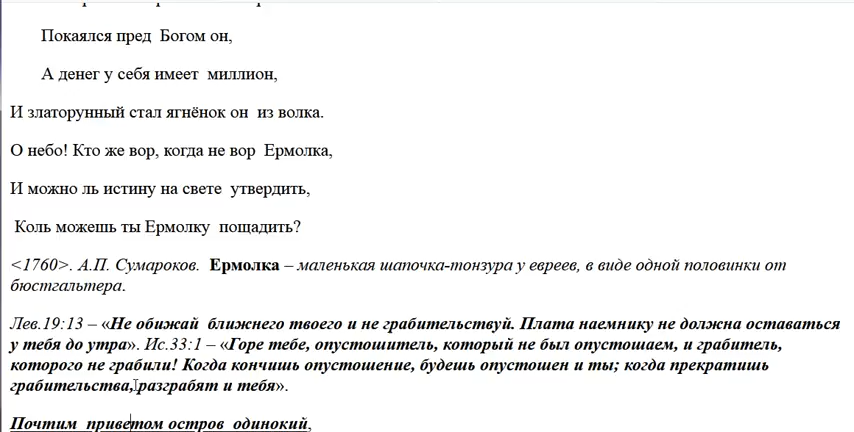 Покаялся пред Богом он,
А денег у себя имеет миллион,
И златорунный стал ягнёнок он из волка.
О небо! Кто же вор, когда не вор Ермолка,
И можно ль истину на свете утвердить,
Коль можешь ты Ермолку пощадить?
<1760>. А.П. Сумароков. Ермолка – маленькая шапочка-тонзура у евреев, в виде одной половинки от
бюстгальтера.
Лев.19:13 – «Не обижай ближнего твоего и не грабительствуй. Плата наемнику не должна оставаться
у тебя до утра». Ис.33:1 – «Горе тебе, опустошитель, который не был опустошаем, и грабитель,
которого не грабили! Когда кончишь опустошение, будешь опустошен и ты; когда прекратишь
грабительства, разграбят и тебя».
Почтим приветом остров одинокий,